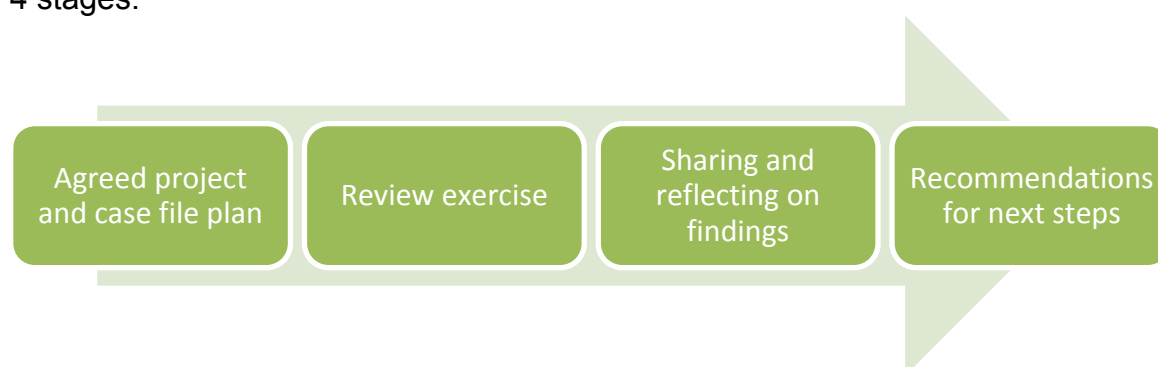 4 stages:
Agreed project
and case file plan
Review exercise
Sharing and
reflecting on
findings
Recommendations
for next steps